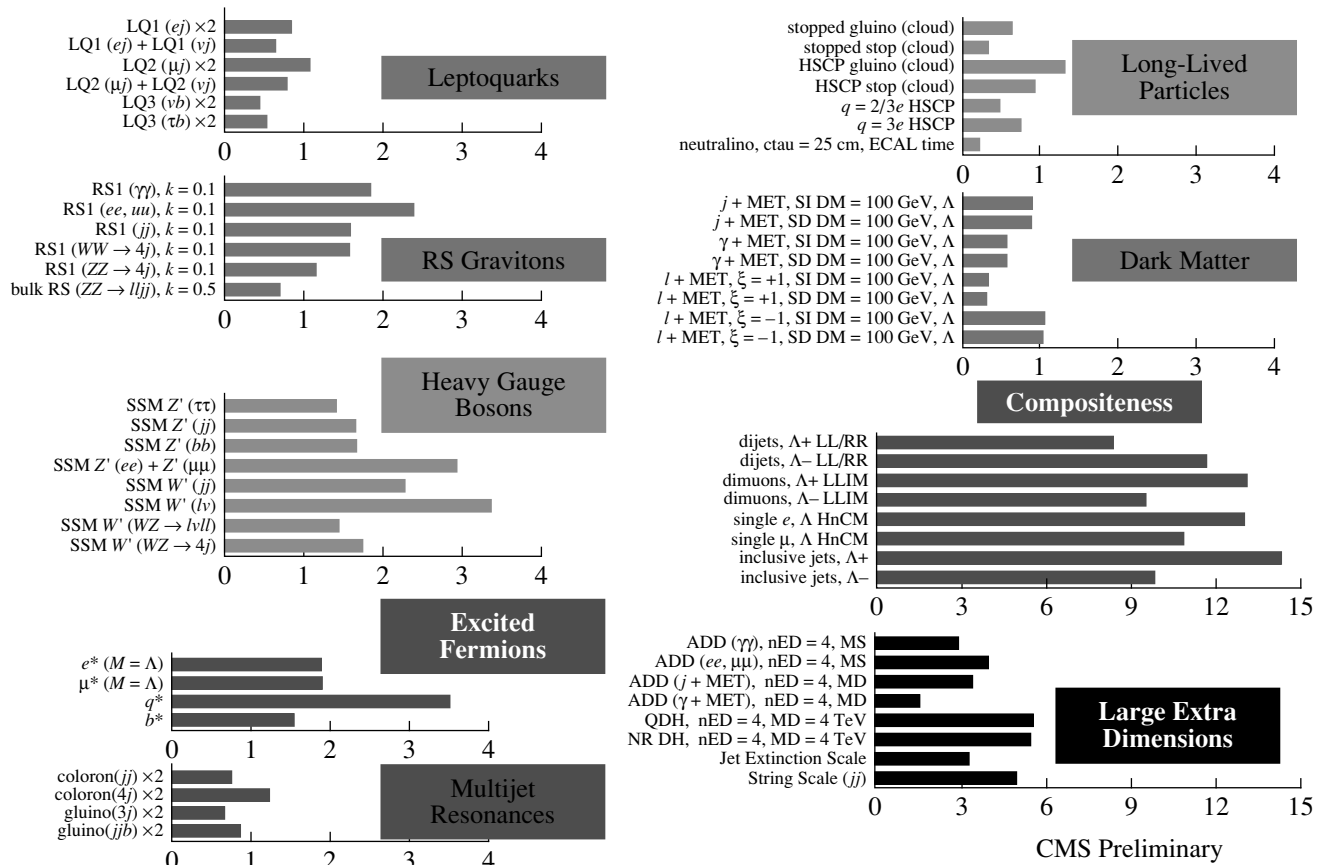 LQ1 (ej) ×2
LQ1 (ej) + LQ1 (νj)
LQ2 (μj) ×2
LQ2 (μj) + LQ2 (νj)
LQ3 (νb) ×2
LQ3 (τb) ×2
Leptoquarks
0 1 2 3 4
RS1 (γγ), k = 0.1
RS1 (ee, uu), k = 0.1
RS1 (jj), k = 0.1
RS1 (WW → 4j), k = 0.1
RS1 (ZZ → 4j), k = 0.1
bulk RS (ZZ → lljj), k = 0.5
RS Gravitons
0 1 2 3 4
Heavy Gauge
Bosons
SSM Z' (ττ)
SSM Z' (jj)
SSM Z' (bb)
SSM Z' (ee) + Z' (μμ)
SSM W' (jj)
SSM W' (lν)
SSM W' (WZ → lνll)
SSM W' (WZ → 4j)
0 1 2 3 4
Excited
Fermions
e* (M = Λ)
μ* (M = Λ)
q*
b*
0 1 2 3 4
coloron(jj) ×2
coloron(4j) ×2
gluino(3j) ×2
gluino(jjb) ×2
Multijet
Resonances
0 1 2 3 4
stopped gluino (cloud)
stopped stop (cloud)
HSCP gluino (cloud)
HSCP stop (cloud)
q = 2/3e HSCP
q = 3e HSCP
neutralino, ctau = 25 cm, ECAL time
Long-Lived
Particles
0 1 2 3 4
j + MET, SI DM = 100 GeV, Λ
j + MET, SD DM = 100 GeV, Λ
γ + MET, SI DM = 100 GeV, Λ
γ + MET, SD DM = 100 GeV, Λ
l + MET, ξ = +1, SI DM = 100 GeV, Λ
l + MET, ξ = +1, SD DM = 100 GeV, Λ
l + MET, ξ = −1, SI DM = 100 GeV, Λ
l + MET, ξ = −1, SD DM = 100 GeV, Λ
Dark Matter
0 1 2 3 4
Compositeness
dijets, Λ+ LL/RR
dijets, Λ− LL/RR
dimuons, Λ+ LLIM
dimuons, Λ− LLIM
single e, Λ HnCM
single μ, Λ HnCM
inclusive jets, Λ+
inclusive jets, Λ−
0 3 6 9 12 15
ADD (γγ), nED = 4, MS
ADD (ee, μμ), nED = 4, MS
ADD (j + MET), nED = 4, MD
ADD (γ + MET), nED = 4, MD
QDH, nED = 4, MD = 4 TeV
NR DH, nED = 4, MD = 4 TeV
Jet Extinction Scale
String Scale (jj)
Large Extra
Dimensions
0 3 6 9 12 15
CMS Preliminary